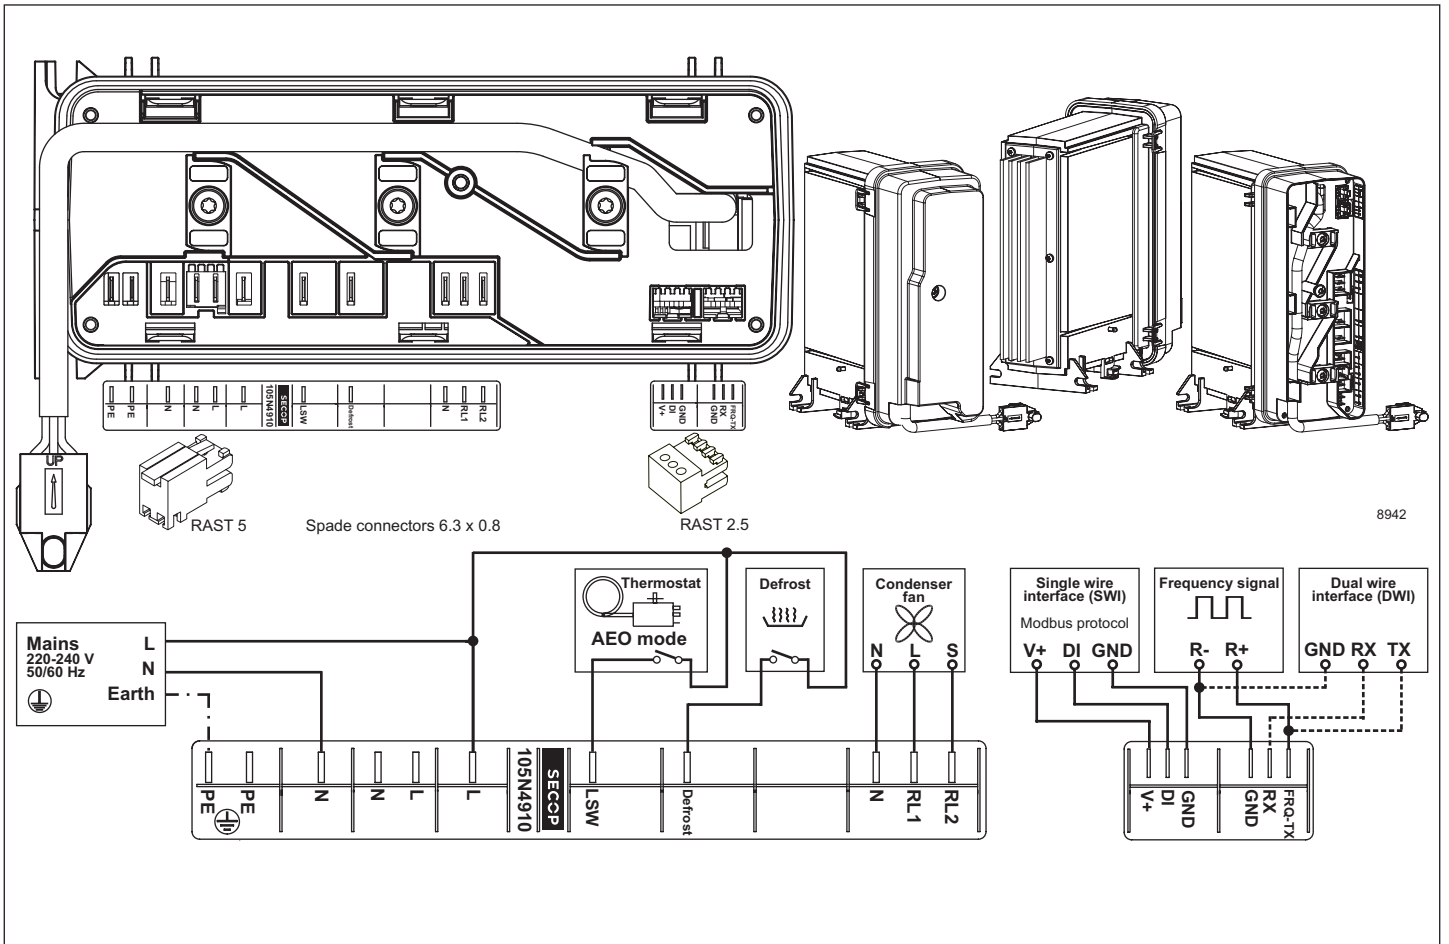 PE
PE
N
N
L
L
105N4910
SECOP
LSW
Defrost
N
RL1
RL2
V+
DI
GND
GND
RX
FRQ-TX
UP
RAST 5
Spade connectors 6.3 x 0.8
RAST 2.5
8942
Mains
220-240 V
50/60 Hz
L
N
Earth
Thermostat
AEO mode
Defrost
Condenser
fan
N L S
Single wire
interface (SWI)
Modbus protocol
V+ DI GND
Frequency signal
R- R+
Dual wire
interface (DWI)
GND RX TX
PE
PE
N
N
L
L
105N4910
SECOP
LSW
Defrost
N
RL1
RL2
V+
DI
GND
GND
RX
FRQ-TX